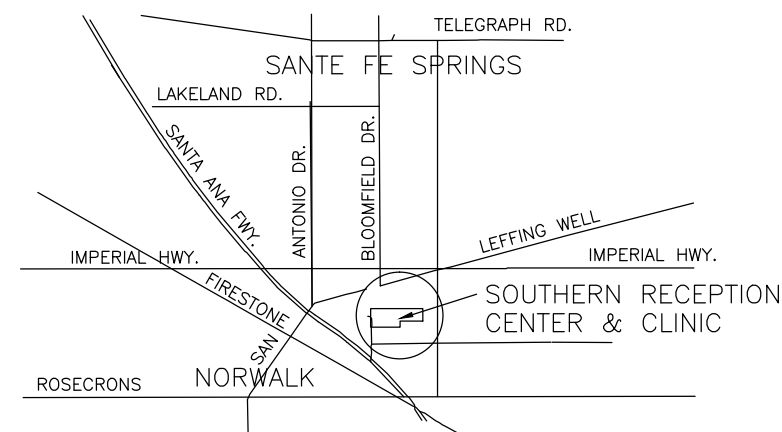 TELEGRAPH RD.
SANTE FE SPRINGS
LAKELAND RD.
SANTA ANA FWY.
ANTONIO DR.
BLOOMFIELD DR.
LEFFING WELL
IMPERIAL HWY.
IMPERIAL HWY.
FIRESTONE
SOUTHERN RECEPTION
CENTER & CLINIC
SAN
NORWALK
ROSECRONS